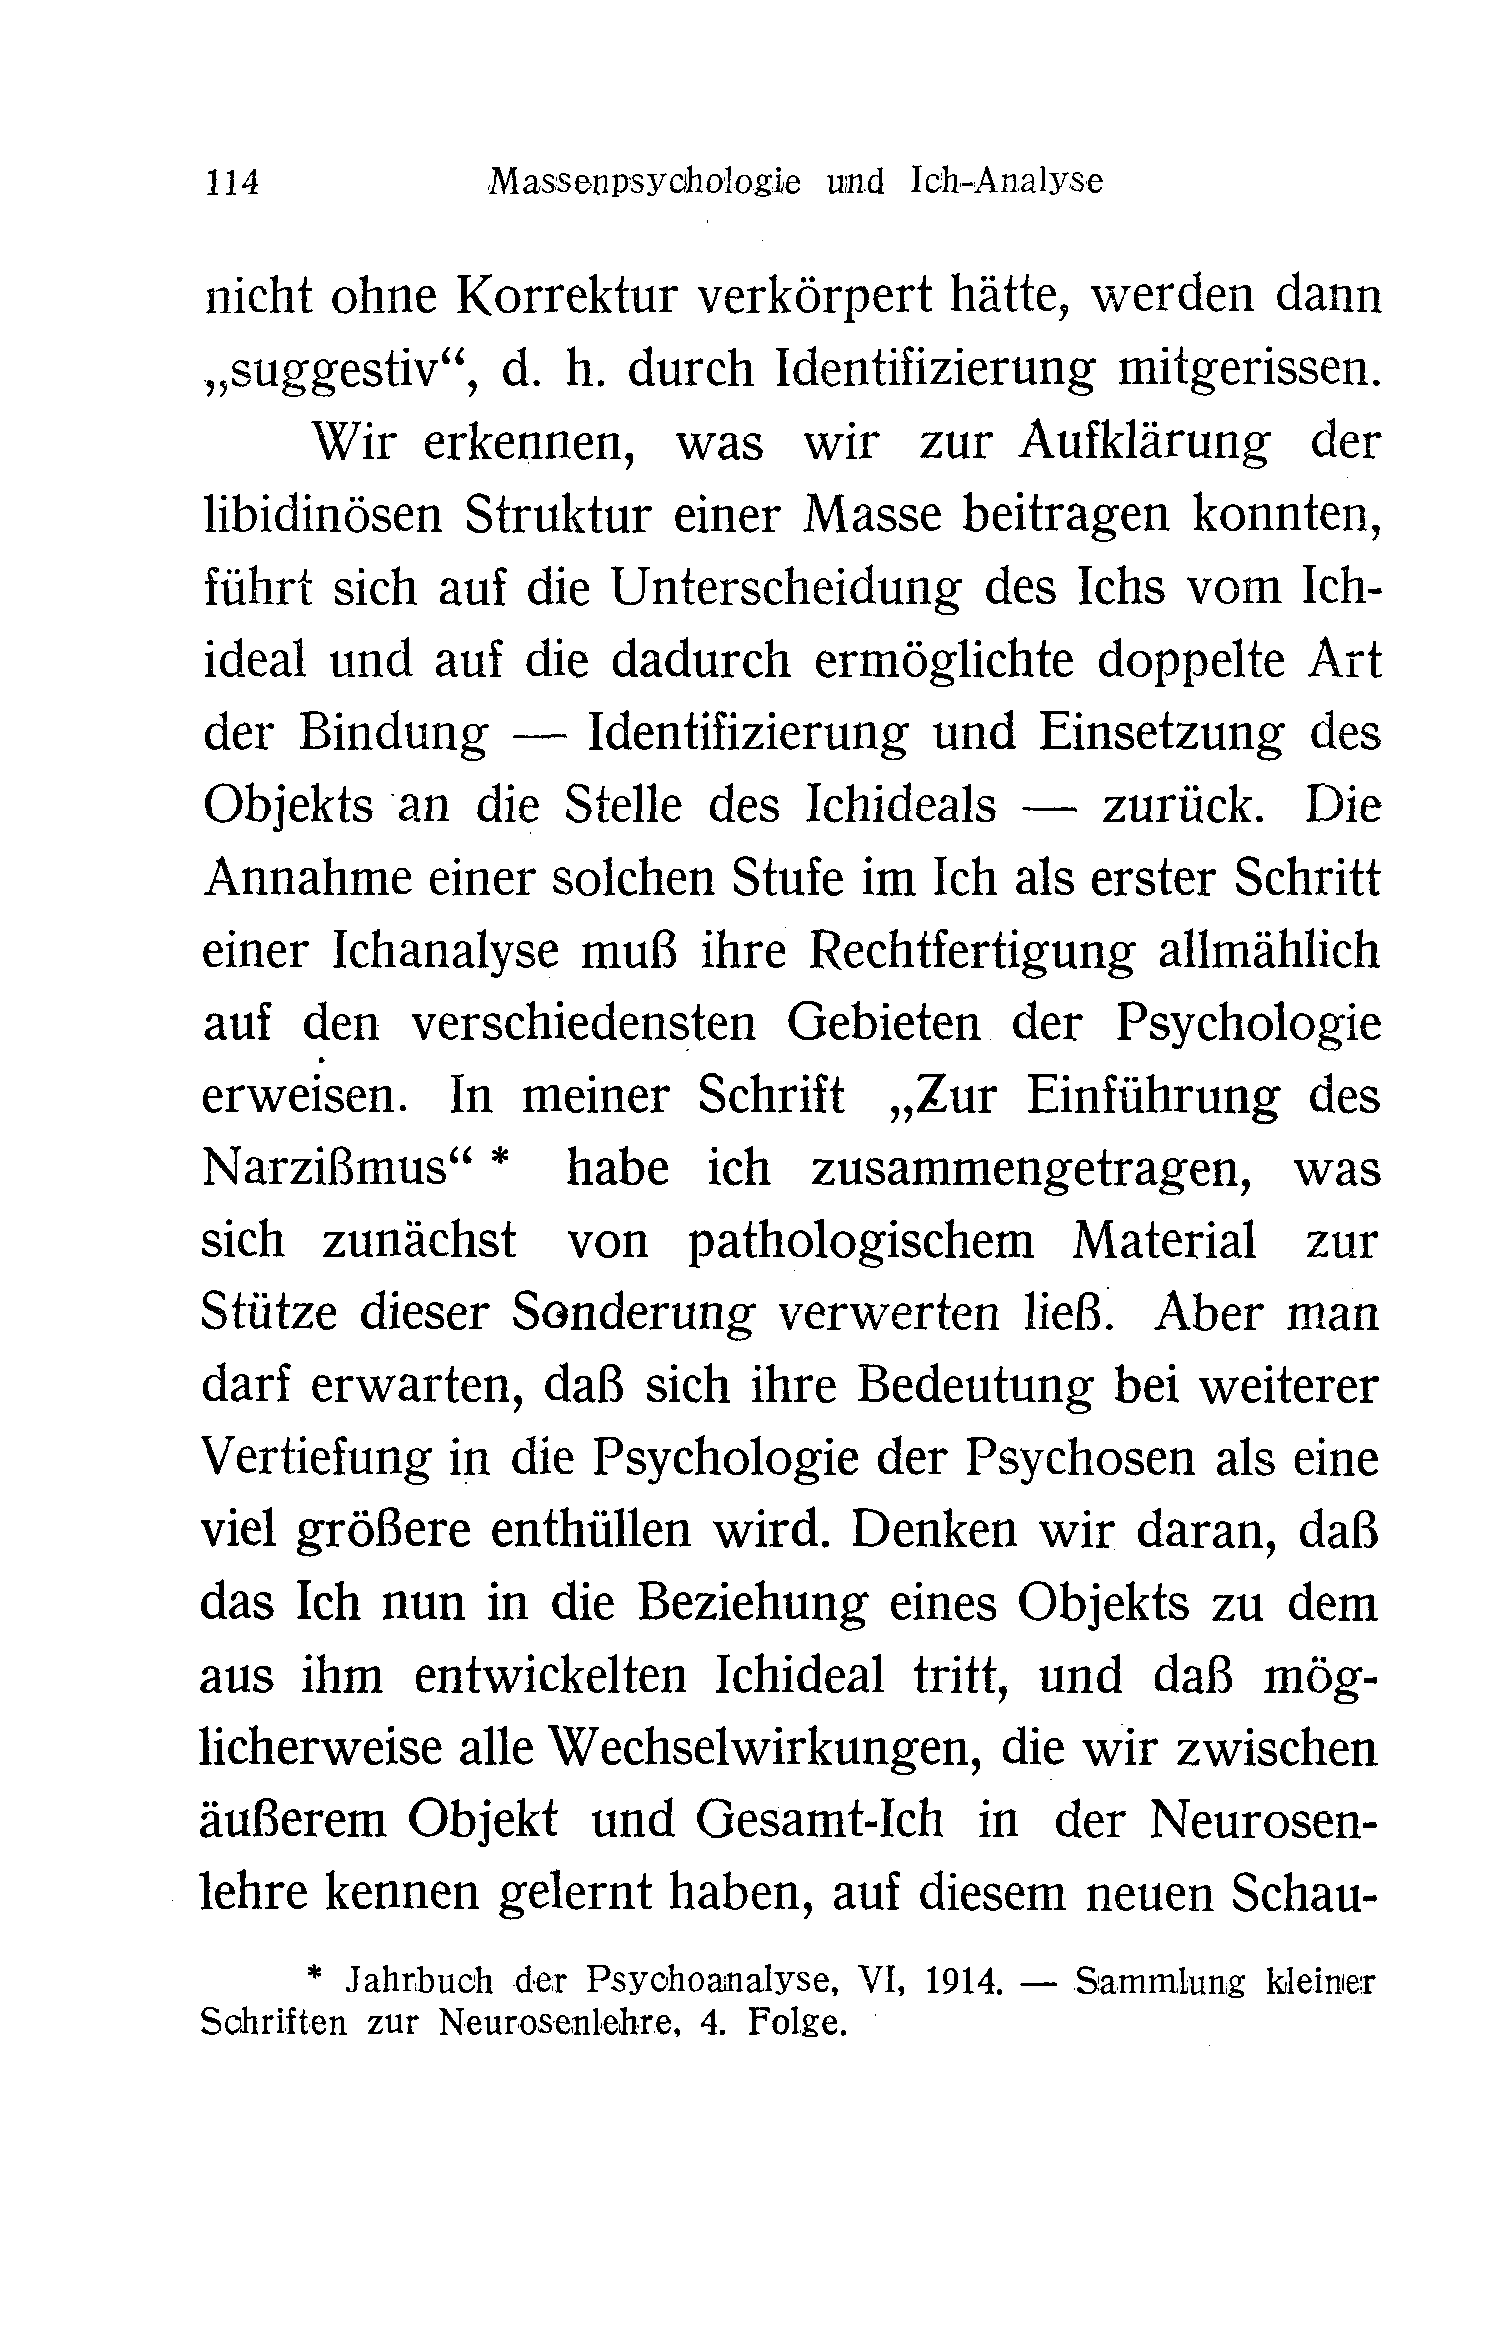 114 Massenpsychologie und Ich-Analyse
nicht ohne Korrektur verkörpert hätte, werden dann
„suggestiv“, d. h. durch Identifizierung mitgerissen.
Wir erkennen, was wir zur Aufklärung der
libidinösen Struktur einer Masse beitragen konnten,
führt sich auf die Unterscheidung des Ichs vom Ich-
ideal und auf die dadurch ermöglichte doppelte Art
der Bindung — Identifizierung und Einsetzung des
Objekts an die Stelle des Ichideals — zurück. Die
Annahme einer solchen Stufe im Ich als erster Schritt
einer Ichanalyse muß ihre Rechtfertigung allmählich
auf den verschiedensten Gebieten der Psychologie
erweisen. In meiner Schrift „Zur Einführung des
Narzißmus“ * habe ich zusammengetragen, was
sich zunächst von pathologischem Material zur
Stütze dieser Sonderung verwerten ließ. Aber man
darf erwarten, daß sich ihre Bedeutung bei weiterer
Vertiefung in die Psychologie der Psychosen als eine
viel größere enthüllen wird. Denken wir daran, daß
das Ich nun in die Beziehung eines Objekts zu dem
aus ihm entwickelten Ichideal tritt, und daß mög-
licherweise alle Wechselwirkungen, die wir zwischen
äußerem Objekt und Gesamt-Ich in der Neurosen-
lehre kennen gelernt haben, auf diesem neuen Schau-
* Jahrbuch der Psychoanalyse, VI, 1914. — Sammlung kleiner
Schriften zur Neurosenlehre, 4. Folge.